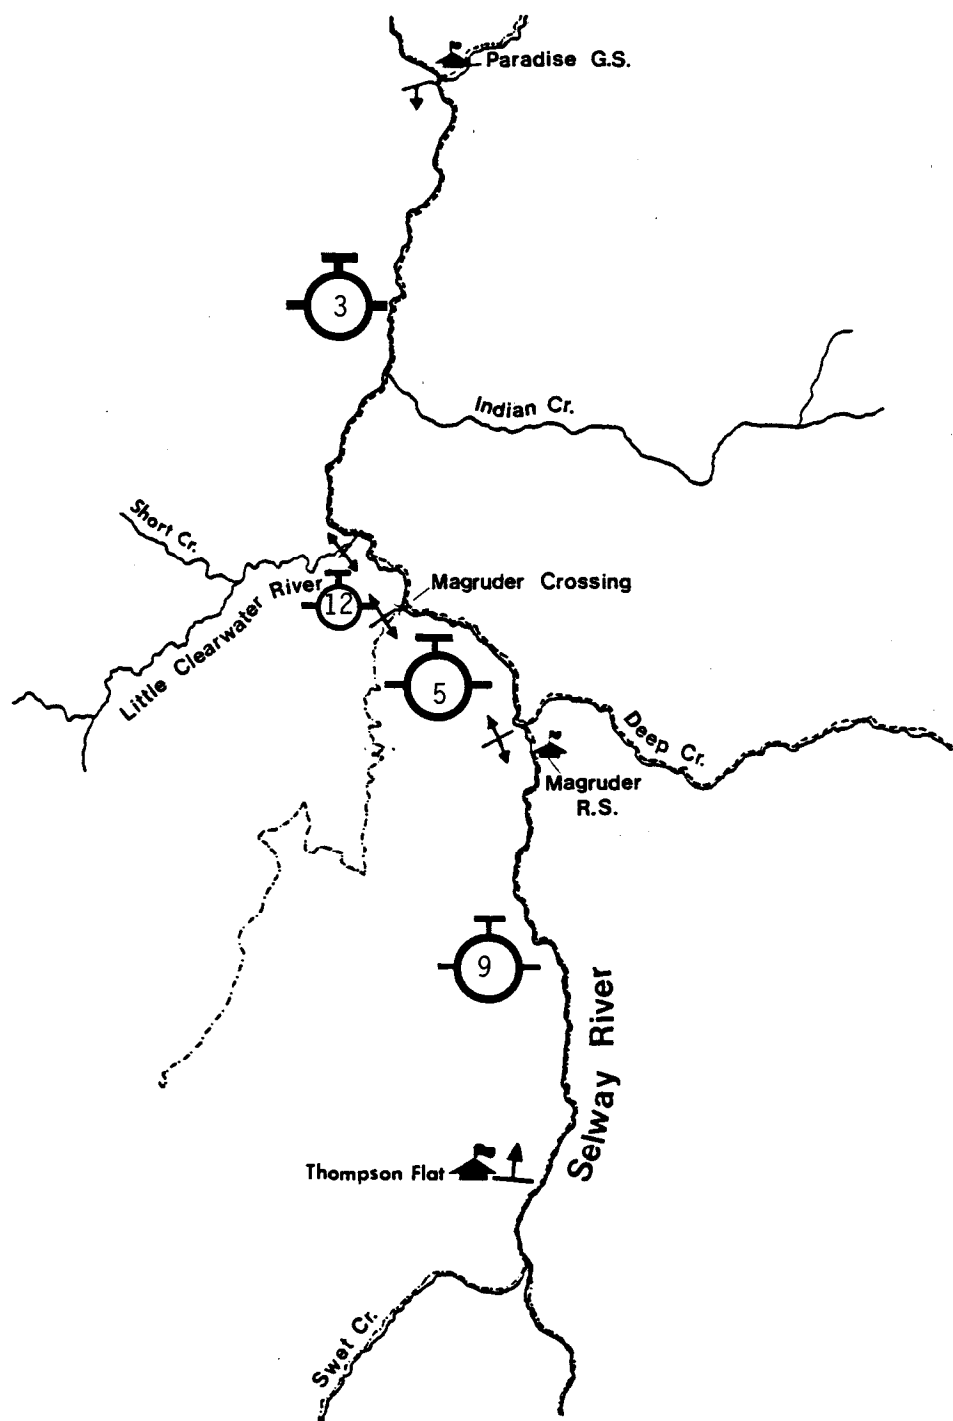 Paradise G.S.
3
Indian Cr.
Short Cr.
Little Clearwater River
12
Magruder Crossing
5
Deep Cr.
Magruder
R.S.
9
Selway River
Thompson Flat
Swet Cr.